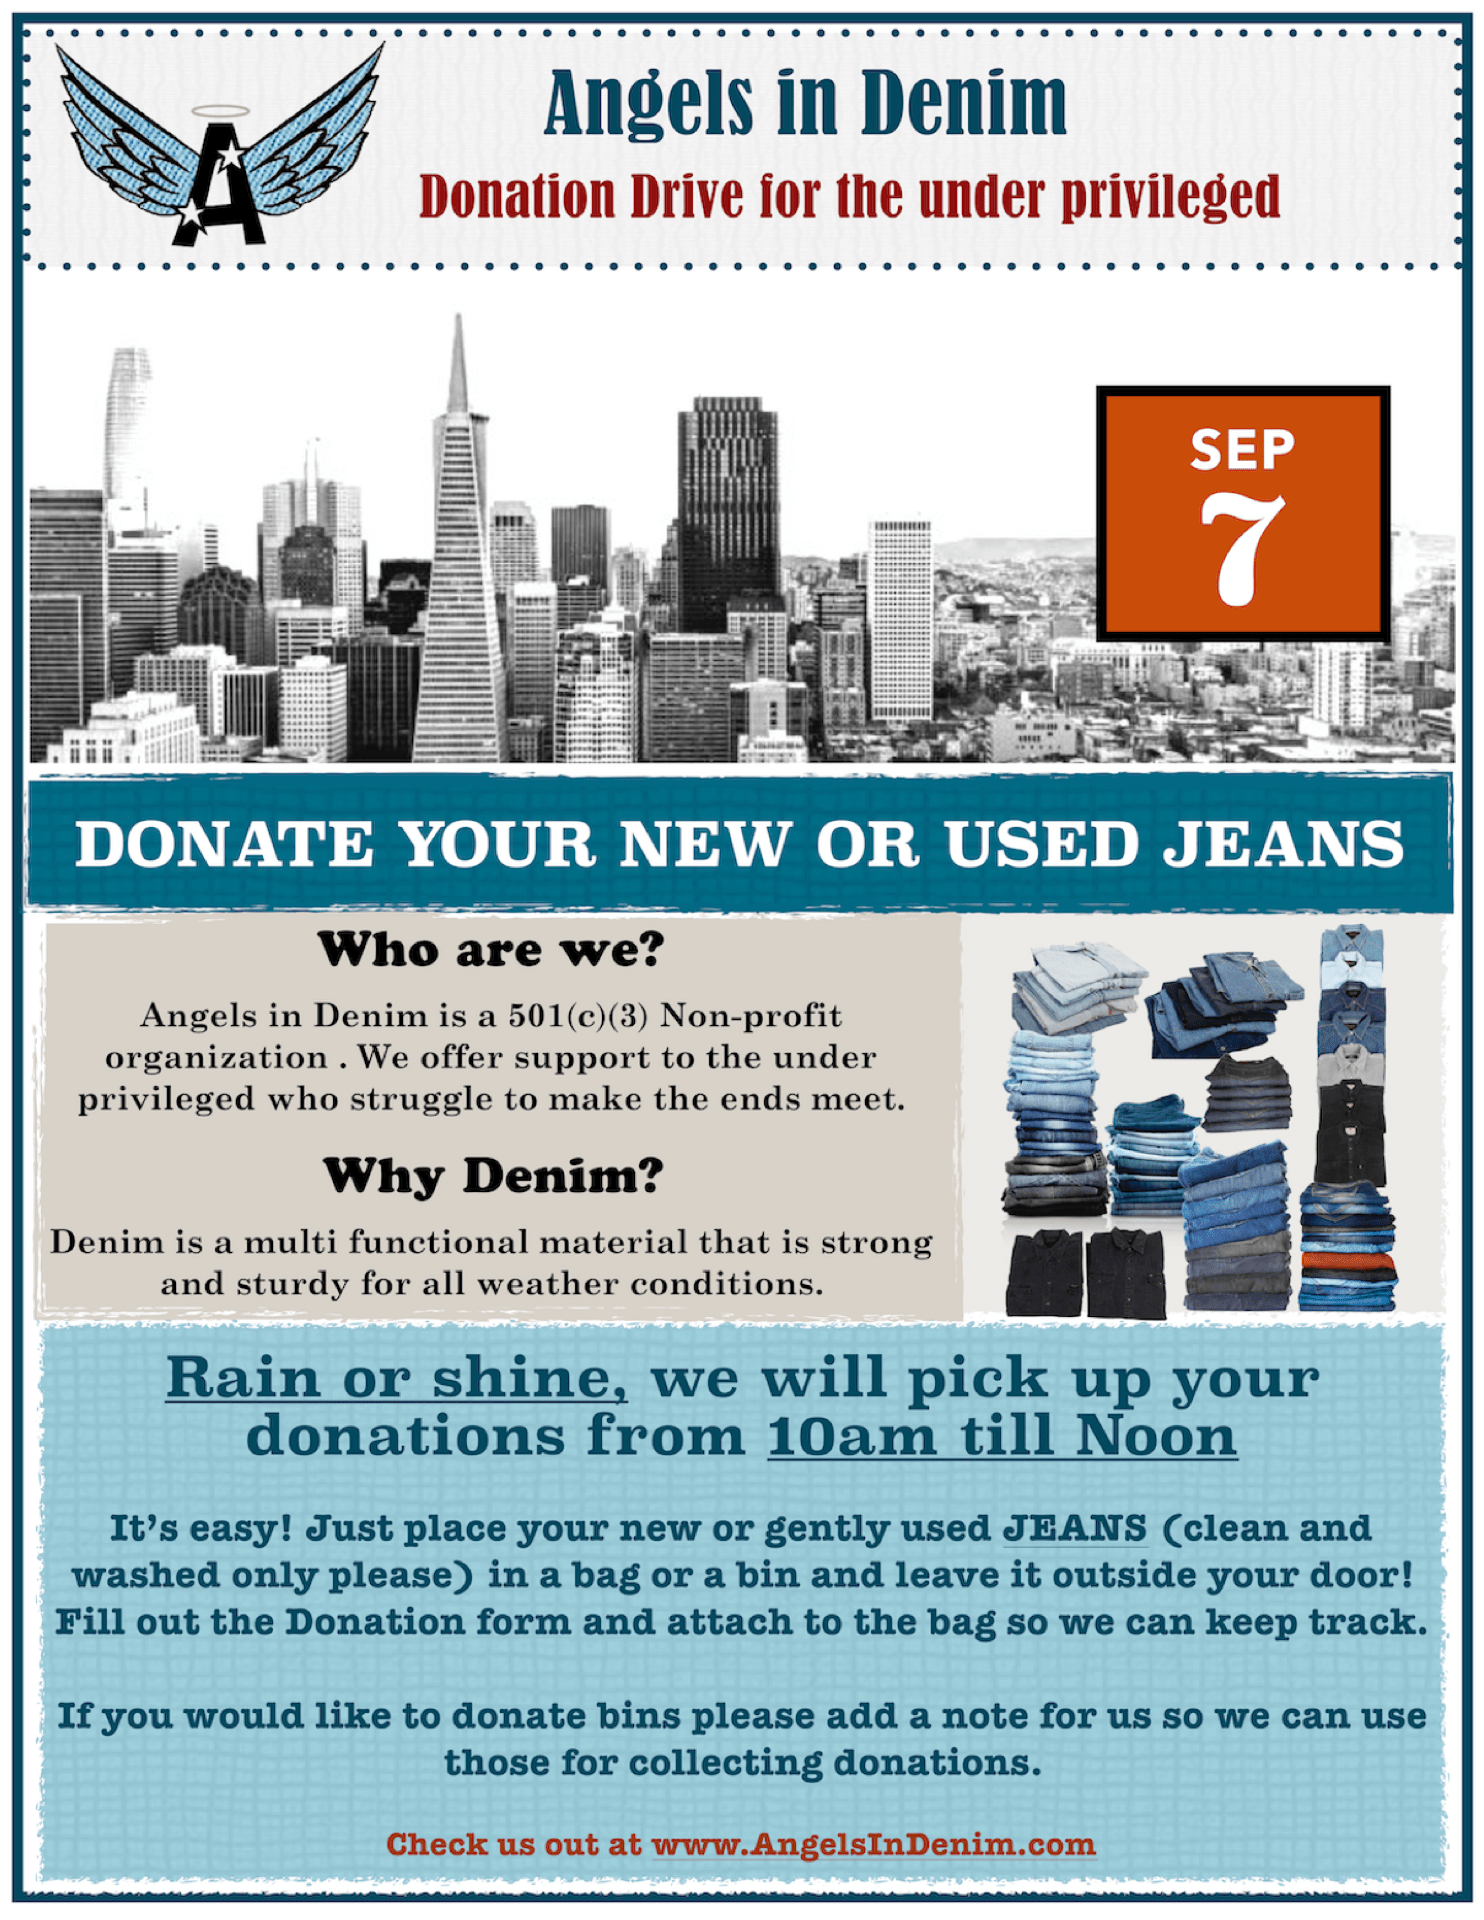 Angels in Denim
Donation Drive for the under privileged
A
SEP
7
DONATE YOUR NEW OR USED JEANS
Who are we?
Angels in Denim is a 501(c)(3) Non-profit
organization . We offer support to the under
privileged who struggle to make the ends meet.
Why Denim?
Denim is a multi functional material that is strong
and sturdy for all weather conditions.
Rain or shine, we will pick up your
donations from 10am till Noon
It's easy! Just place your new or gently used JEANS (clean and
washed only please) in a bag or a bin and leave it outside your door!
Fill out the Donation form and attach to the bag so we can keep track.
If you would like to donate bins please add a note for us so we can use
those for collecting donations.
Check us out at www.AngelsInDenim.com